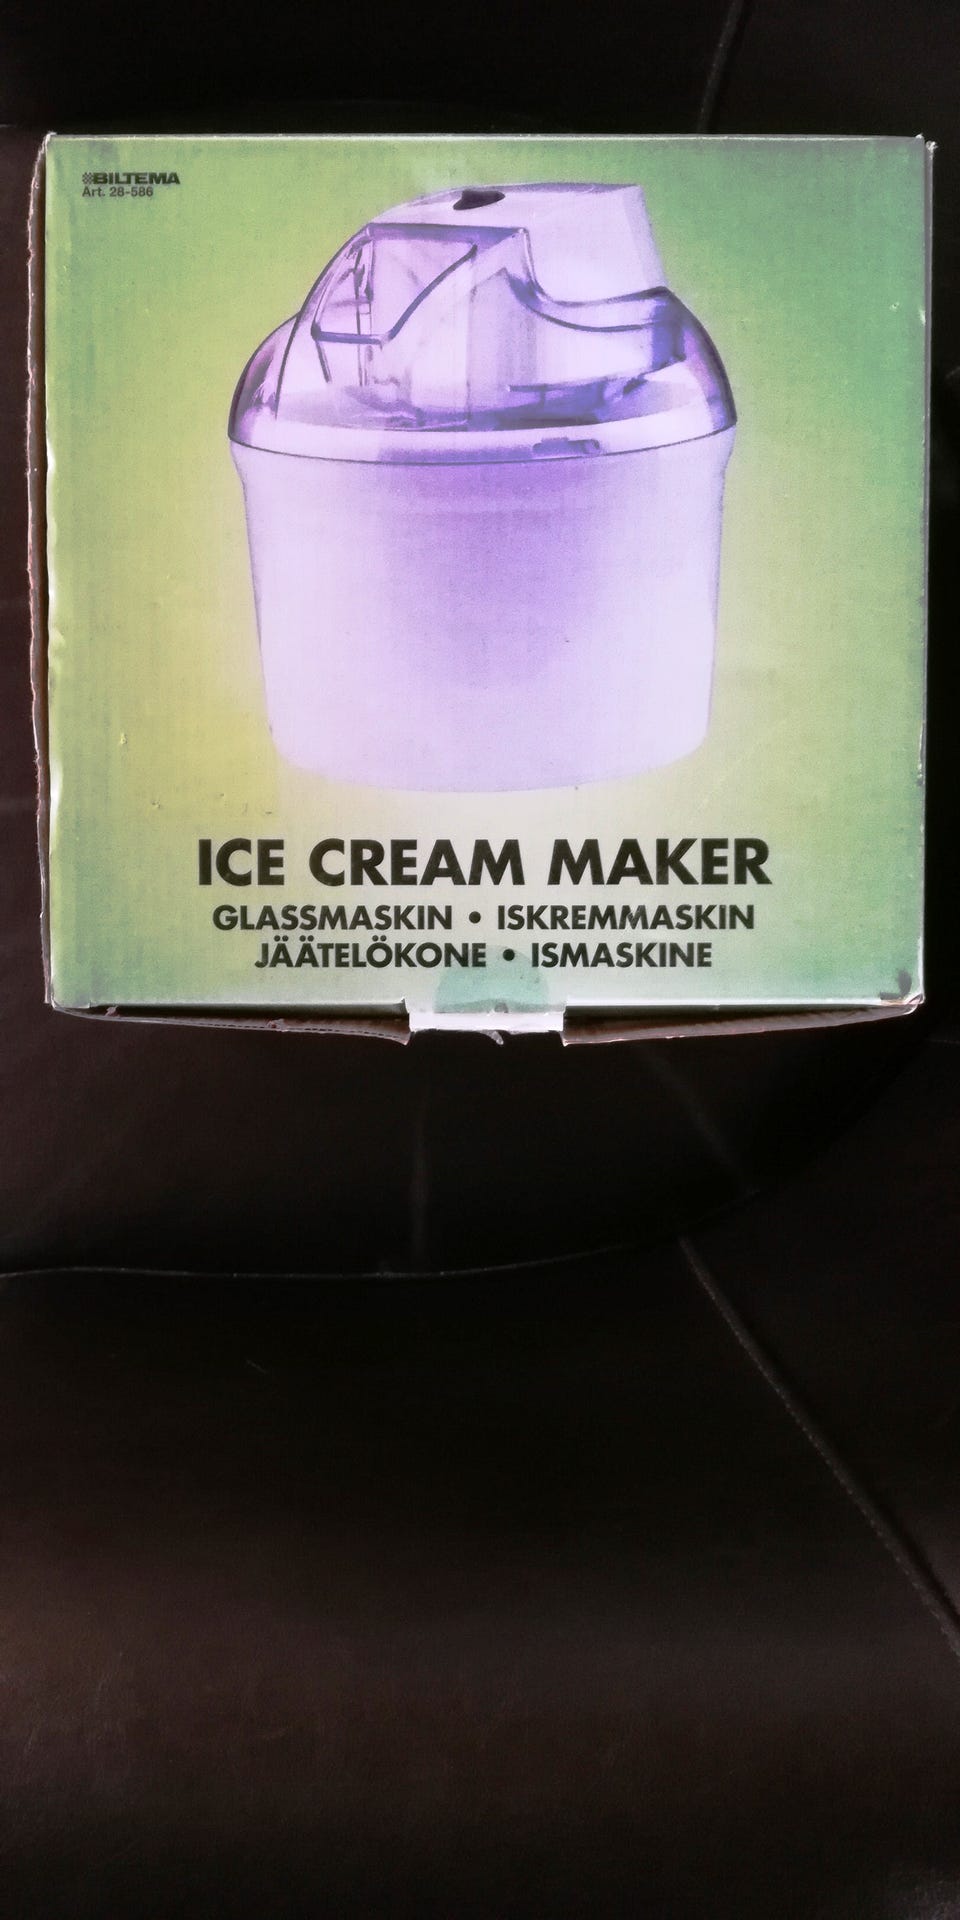 BILTEMA
Art. 28-586
ICE CREAM MAKER
GLASSMASKIN • ISKREMMASKIN
JÄÄTELÖKONE • ISMASKINE